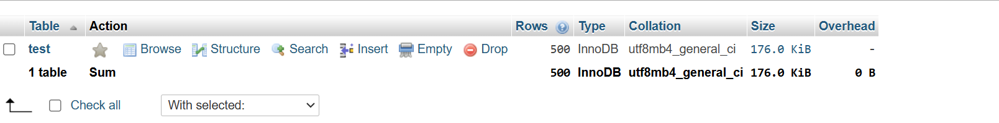 Table Action Rows Type Collation Size Overhead
test Browse Structure Search Insert Empty Drop 500 InnoDB utf8mb4_general_ci 176.0 KiB -
1 table Sum 500 InnoDB utf8mb4_general_ci 176.0 KiB 0 B
Check all With selected: